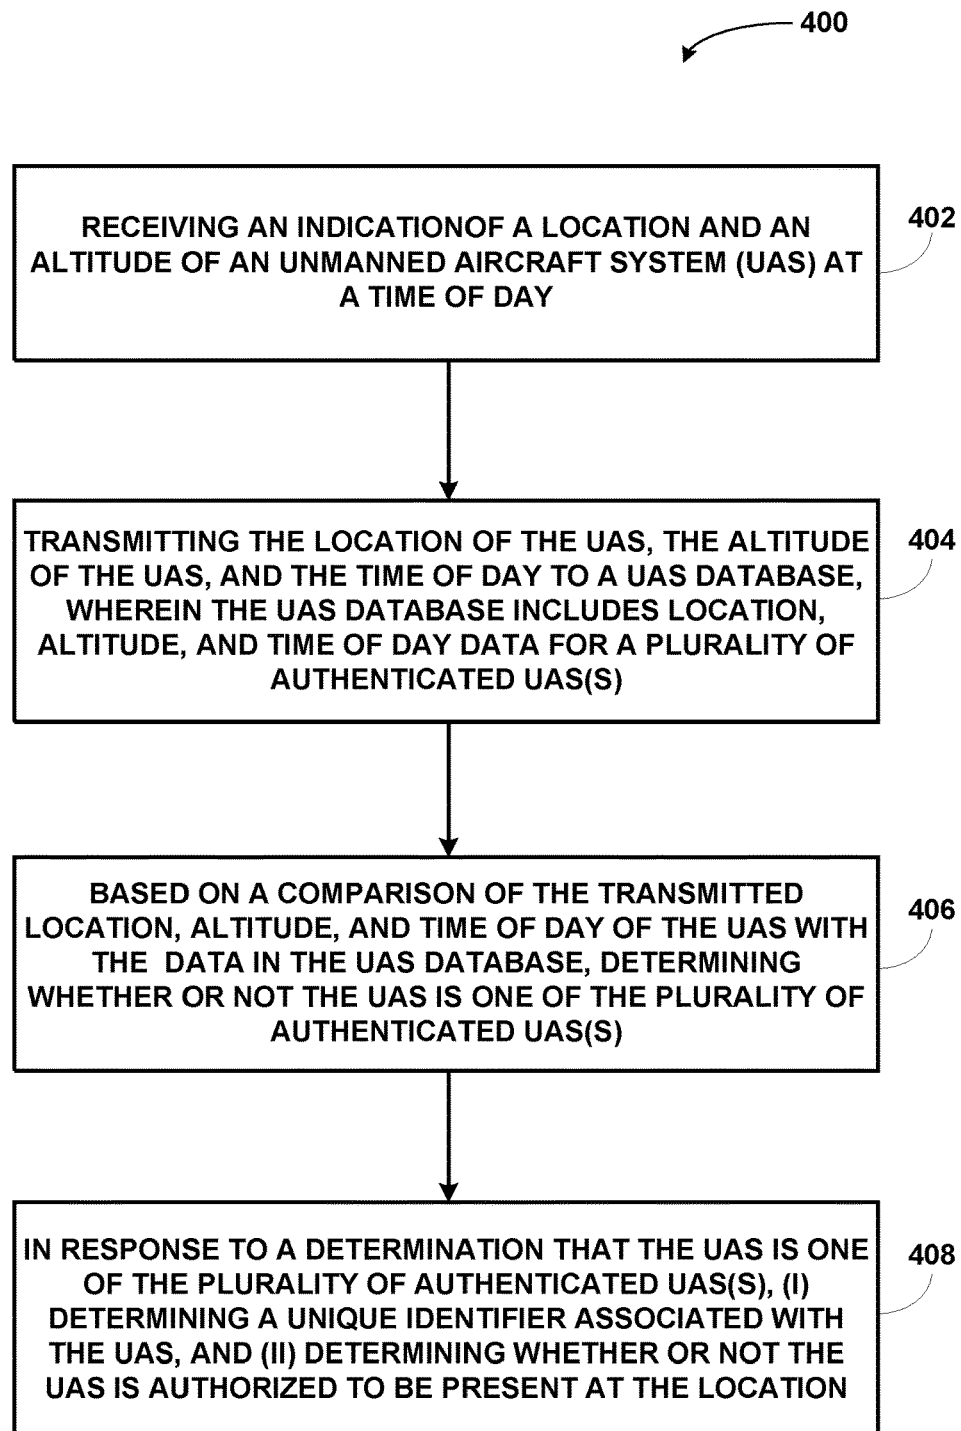 400
RECEIVING AN INDICATIONOF A LOCATION AND AN
ALTITUDE OF AN UNMANNED AIRCRAFT SYSTEM (UAS) AT
A TIME OF DAY
402
TRANSMITTING THE LOCATION OF THE UAS, THE ALTITUDE
OF THE UAS, AND THE TIME OF DAY TO A UAS DATABASE,
WHEREIN THE UAS DATABASE INCLUDES LOCATION,
ALTITUDE, AND TIME OF DAY DATA FOR A PLURALITY OF
AUTHENTICATED UAS(S)
404
BASED ON A COMPARISON OF THE TRANSMITTED
LOCATION, ALTITUDE, AND TIME OF DAY OF THE UAS WITH
THE DATA IN THE UAS DATABASE, DETERMINING
WHETHER OR NOT THE UAS IS ONE OF THE PLURALITY OF
AUTHENTICATED UAS(S)
406
IN RESPONSE TO A DETERMINATION THAT THE UAS IS ONE
OF THE PLURALITY OF AUTHENTICATED UAS(S), (I)
DETERMINING A UNIQUE IDENTIFIER ASSOCIATED WITH
THE UAS, AND (II) DETERMINING WHETHER OR NOT THE
UAS IS AUTHORIZED TO BE PRESENT AT THE LOCATION
408